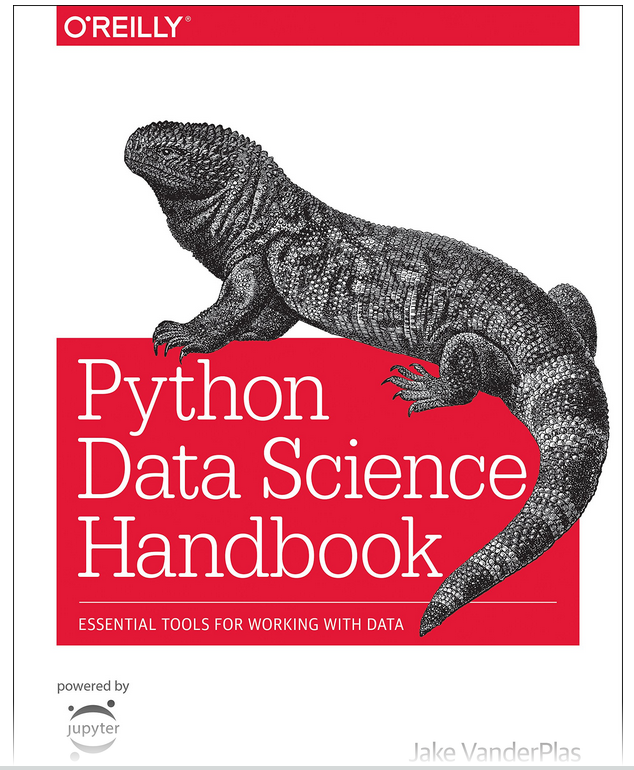 O'REILLY®
Python
Data Science
Handbook
ESSENTIAL TOOLS FOR WORKING WITH DATA
powered by
jupyter
Jake VanderPlas